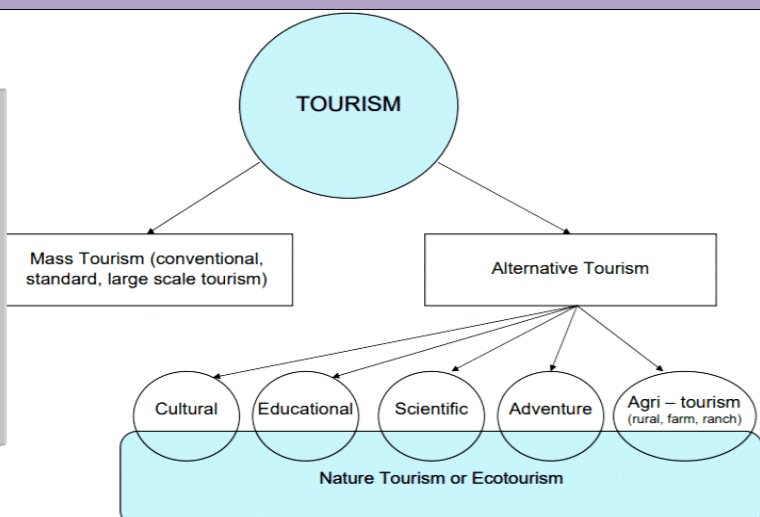 TOURISM
Mass Tourism (conventional,
standard, large scale tourism)
Alternative Tourism
Cultural
Educational
Scientific
Adventure
Agri – tourism
(rural, farm, ranch)
Nature Tourism or Ecotourism